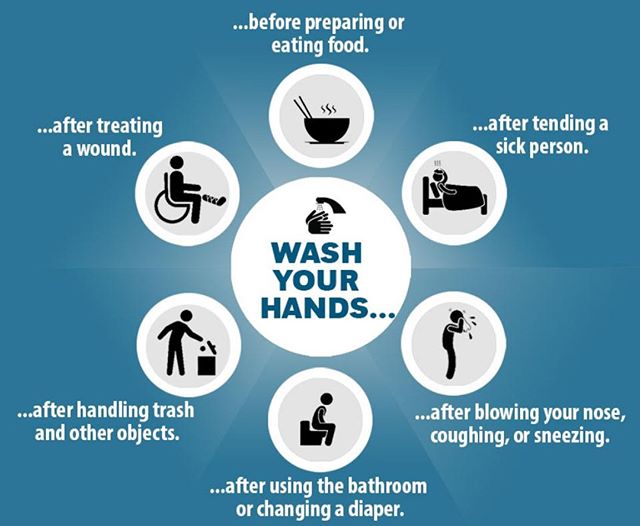 ...before preparing or
eating food.
...after treating
a wound.
...after tending a
sick person.
WASH
YOUR
HANDS...
...after handling trash
and other objects.
...after blowing your nose,
coughing, or sneezing.
...after using the bathroom
or changing a diaper.